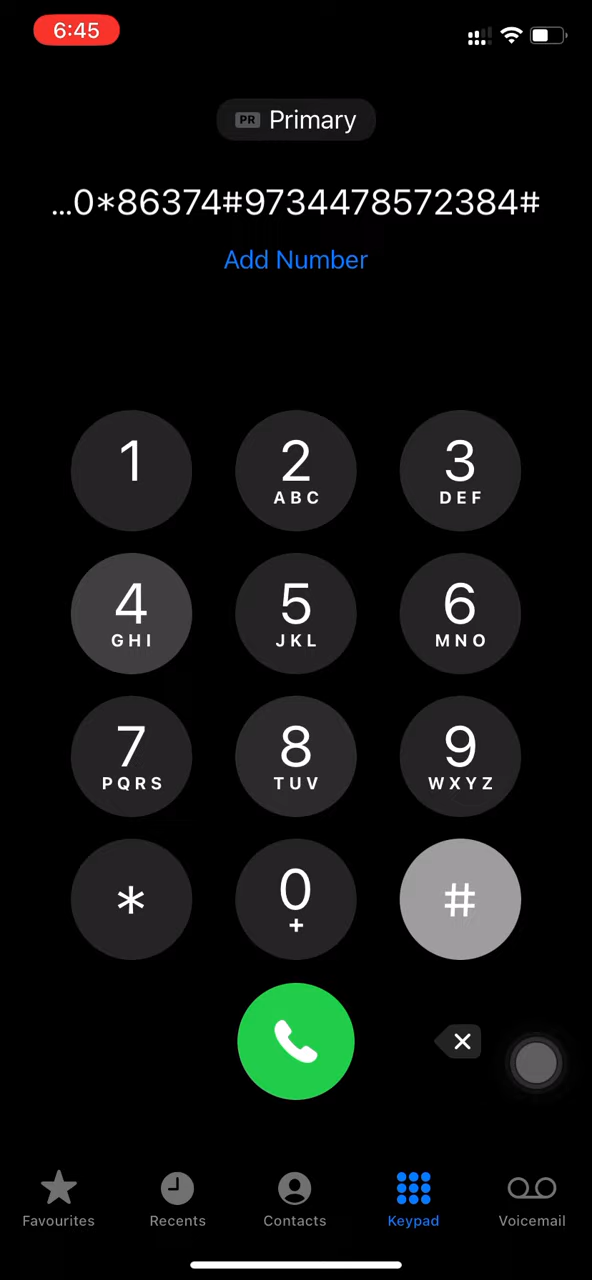 6:45
PR Primary
...0*86374#9734478572384#
Add Number
1
2
ABC
3
DEF
4
GHI
5
JKL
6
MNO
7
PQRS
8
TUV
9
WXYZ
*
0
+
#
Favourites
Recents
Contacts
Keypad
Voicemail